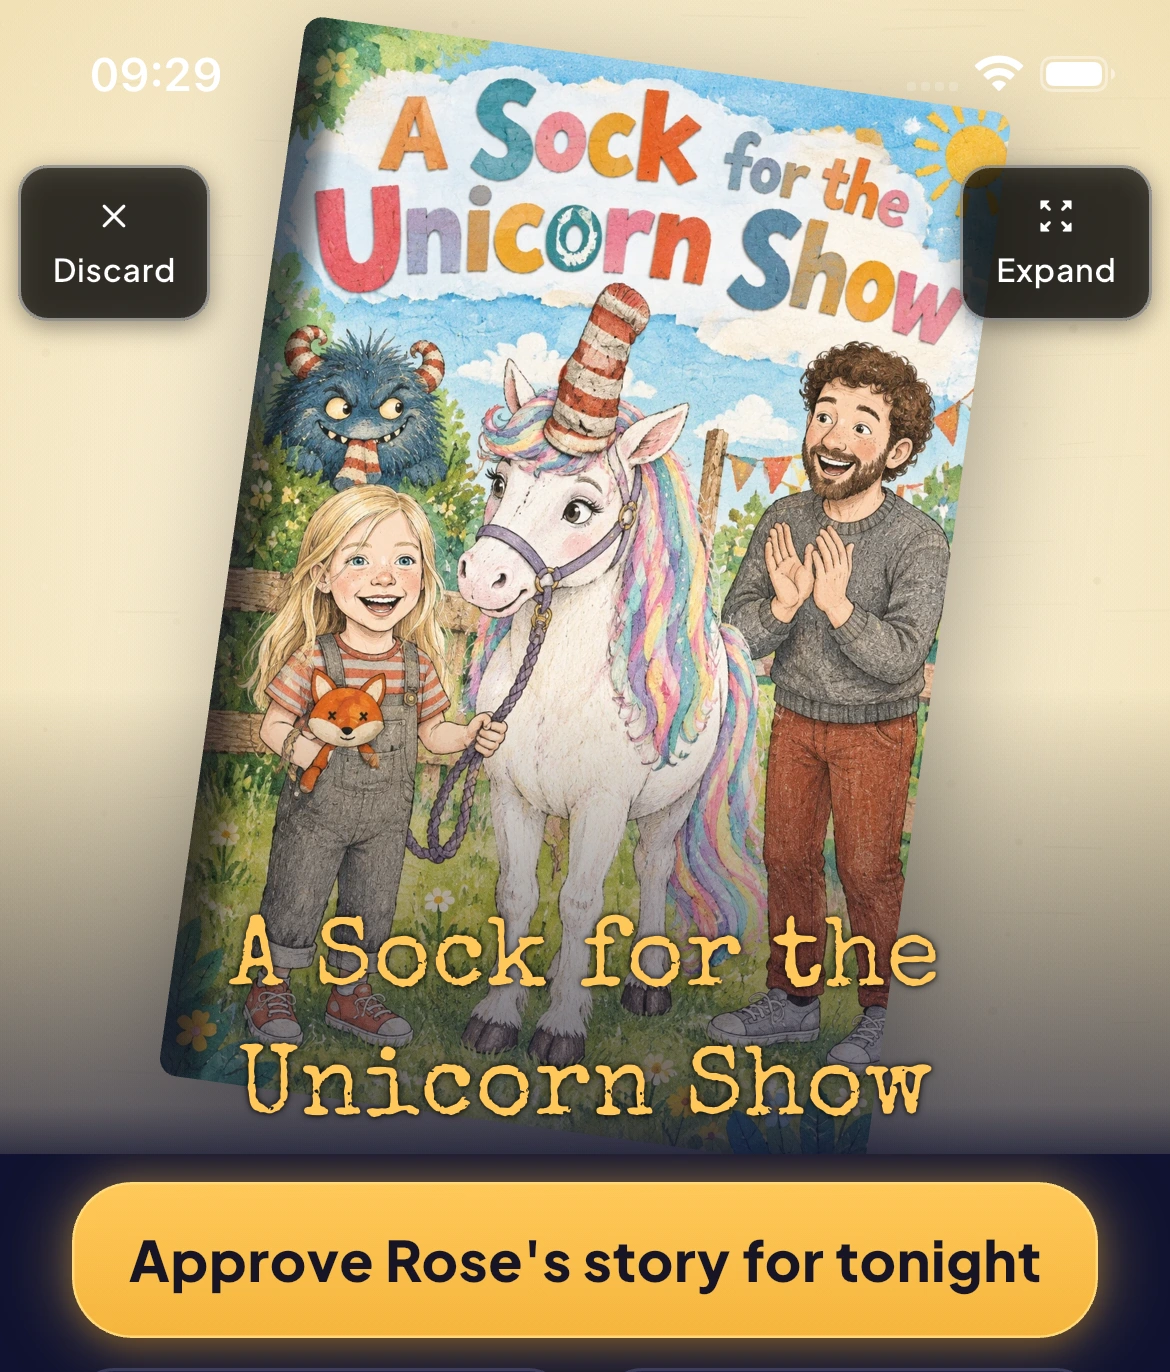 09:29
A Sock for the
Unicorn Show
Discard
Expand
A Sock for the
Unicorn Show
Approve Rose's story for tonight